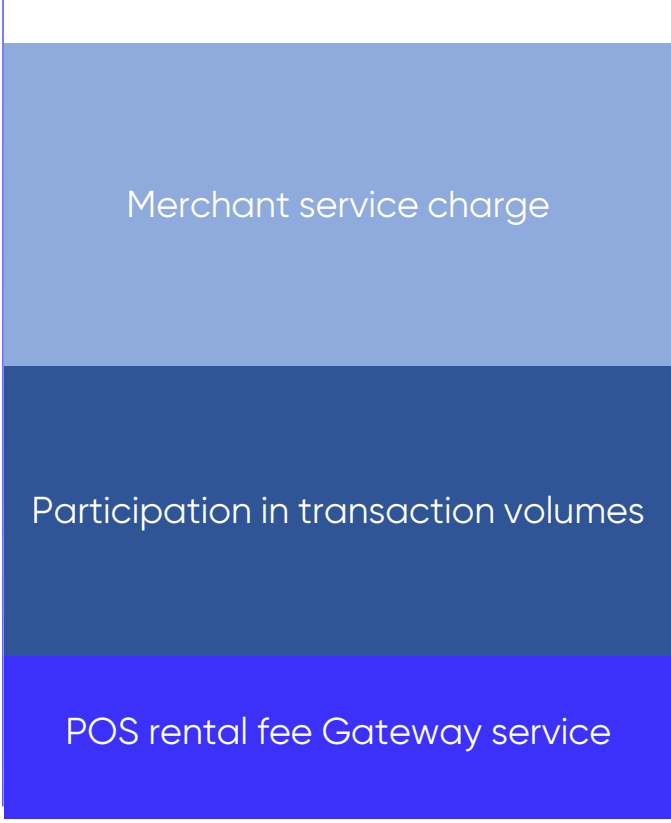 Merchant service charge
Participation in transaction volumes
POS rental fee Gateway service